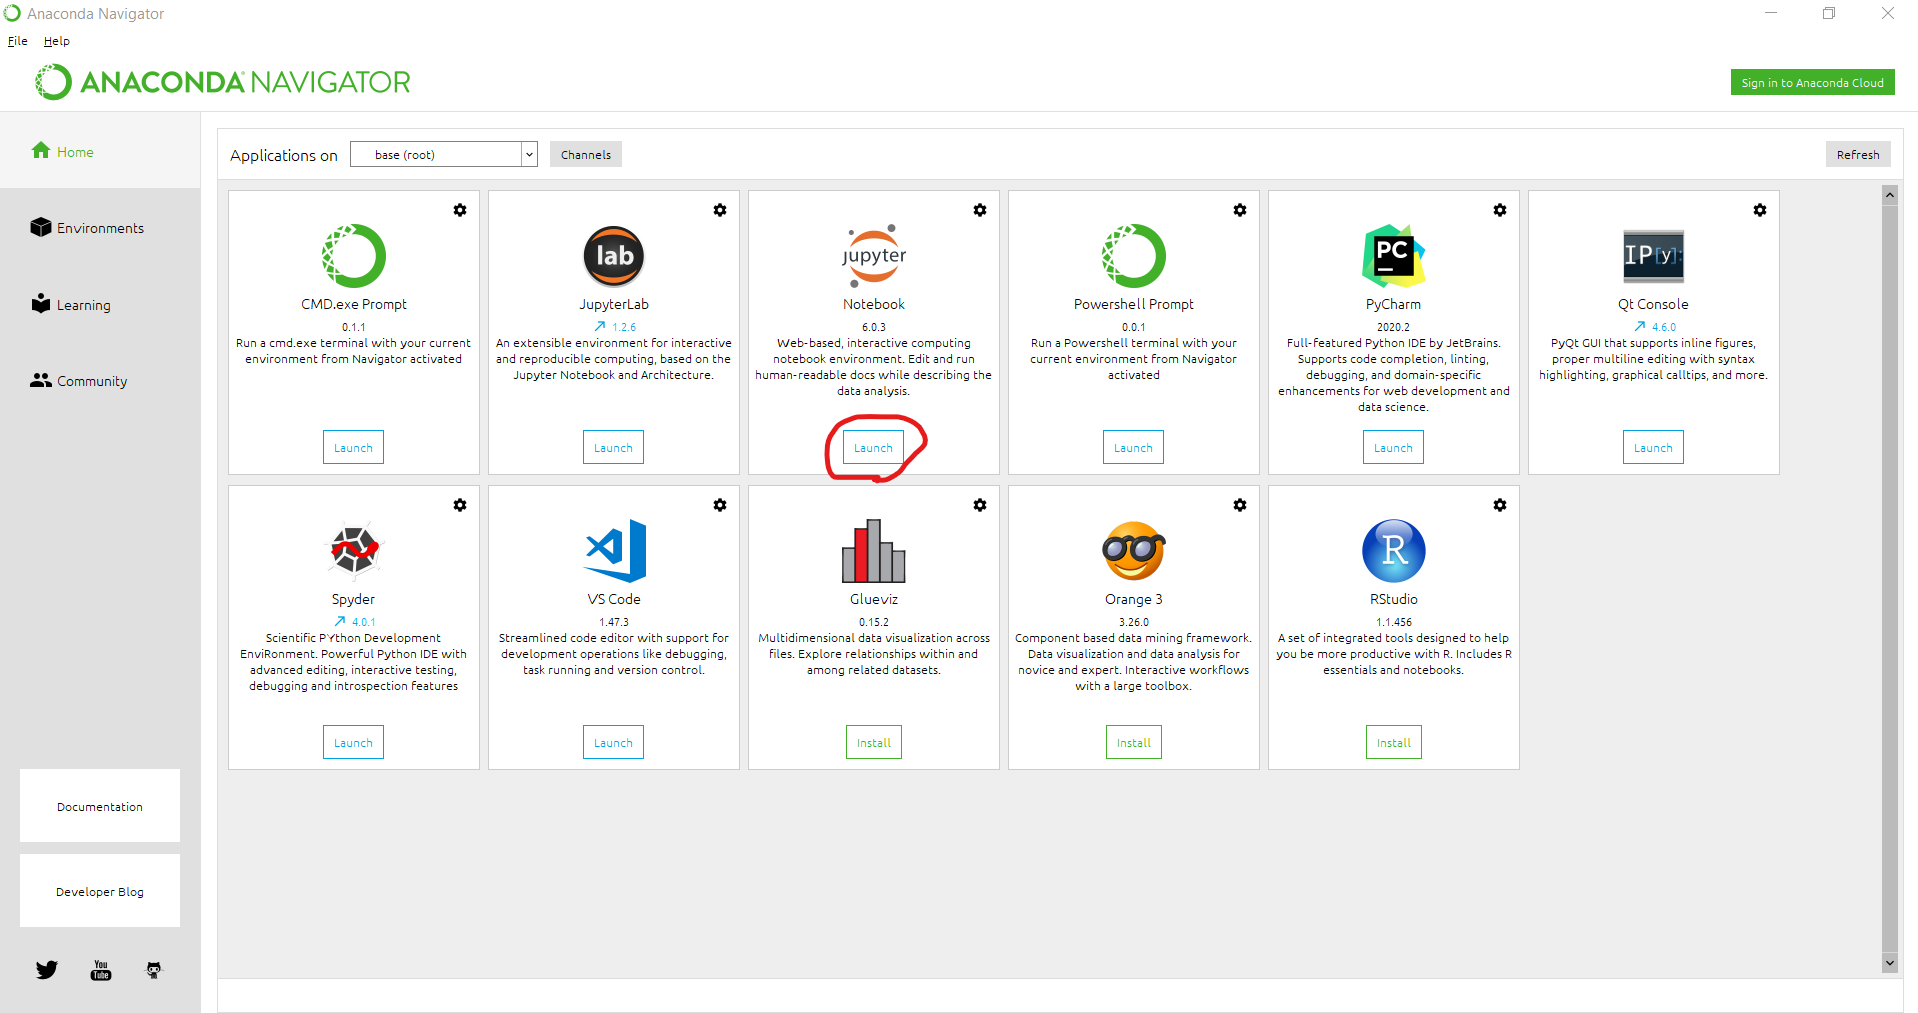 Anaconda Navigator
File Help
ANACONDA NAVIGATOR
Sign in to Anaconda Cloud
Home
Environments
Learning
Community
Documentation
Developer Blog
You
Tube
Applications on
base (root)
Channels
Refresh
CMD.exe Prompt
0.1.1
Run a cmd.exe terminal with your current
environment from Navigator activated
Launch
lab
JupyterLab
1.2.6
An extensible environment for interactive
and reproducible computing, based on the
Jupyter Notebook and Architecture.
Launch
jupyter
Notebook
6.0.3
Web-based, interactive computing
notebook environment. Edit and run
human-readable docs while describing the
data analysis.
Launch
Powershell Prompt
0.0.1
Run a Powershell terminal with your
current environment from Navigator
activated
Launch
PC
PyCharm
2020.2
Full-featured Python IDE by JetBrains.
Supports code completion, linting,
debugging, and domain-specific
enhancements for web development and
data science.
Launch
IP[y]:
Qt Console
4.6.0
PyQt GUI that supports inline figures,
proper multiline editing with syntax
highlighting, graphical calltips, and more.
Launch
Spyder
4.0.1
Scientific PYthon Development
EnviRonment. Powerful Python IDE with
advanced editing, interactive testing,
debugging and introspection features
Launch
VS Code
1.47.3
Streamlined code editor with support for
development operations like debugging,
task running and version control.
Launch
Glueviz
0.15.2
Multidimensional data visualization across
files. Explore relationships within and
among related datasets.
Install
Orange 3
3.26.0
Component based data mining framework.
Data visualization and data analysis for
novice and expert. Interactive workflows
with a large toolbox.
Install
R
RStudio
1.1.456
A set of integrated tools designed to help
you be more productive with R. Includes R
essentials and notebooks.
Install